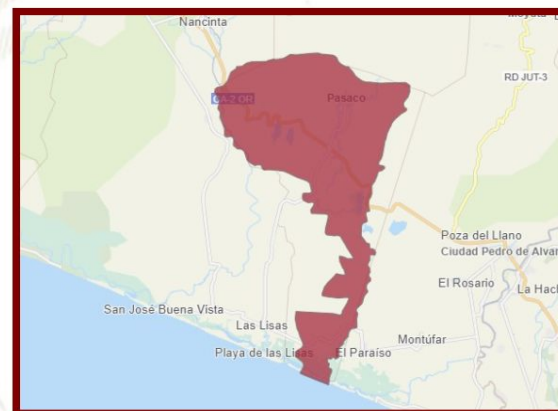 Nancinta
Moyuta
RD JUT-3
CA-2 OR
Pasaco
Poza del Llano
Ciudad Pedro de Alvar
El Rosario
La Hach
San José Buena Vista
Las Lisas
Montúfar
Playa de las Lisas
El Paraíso